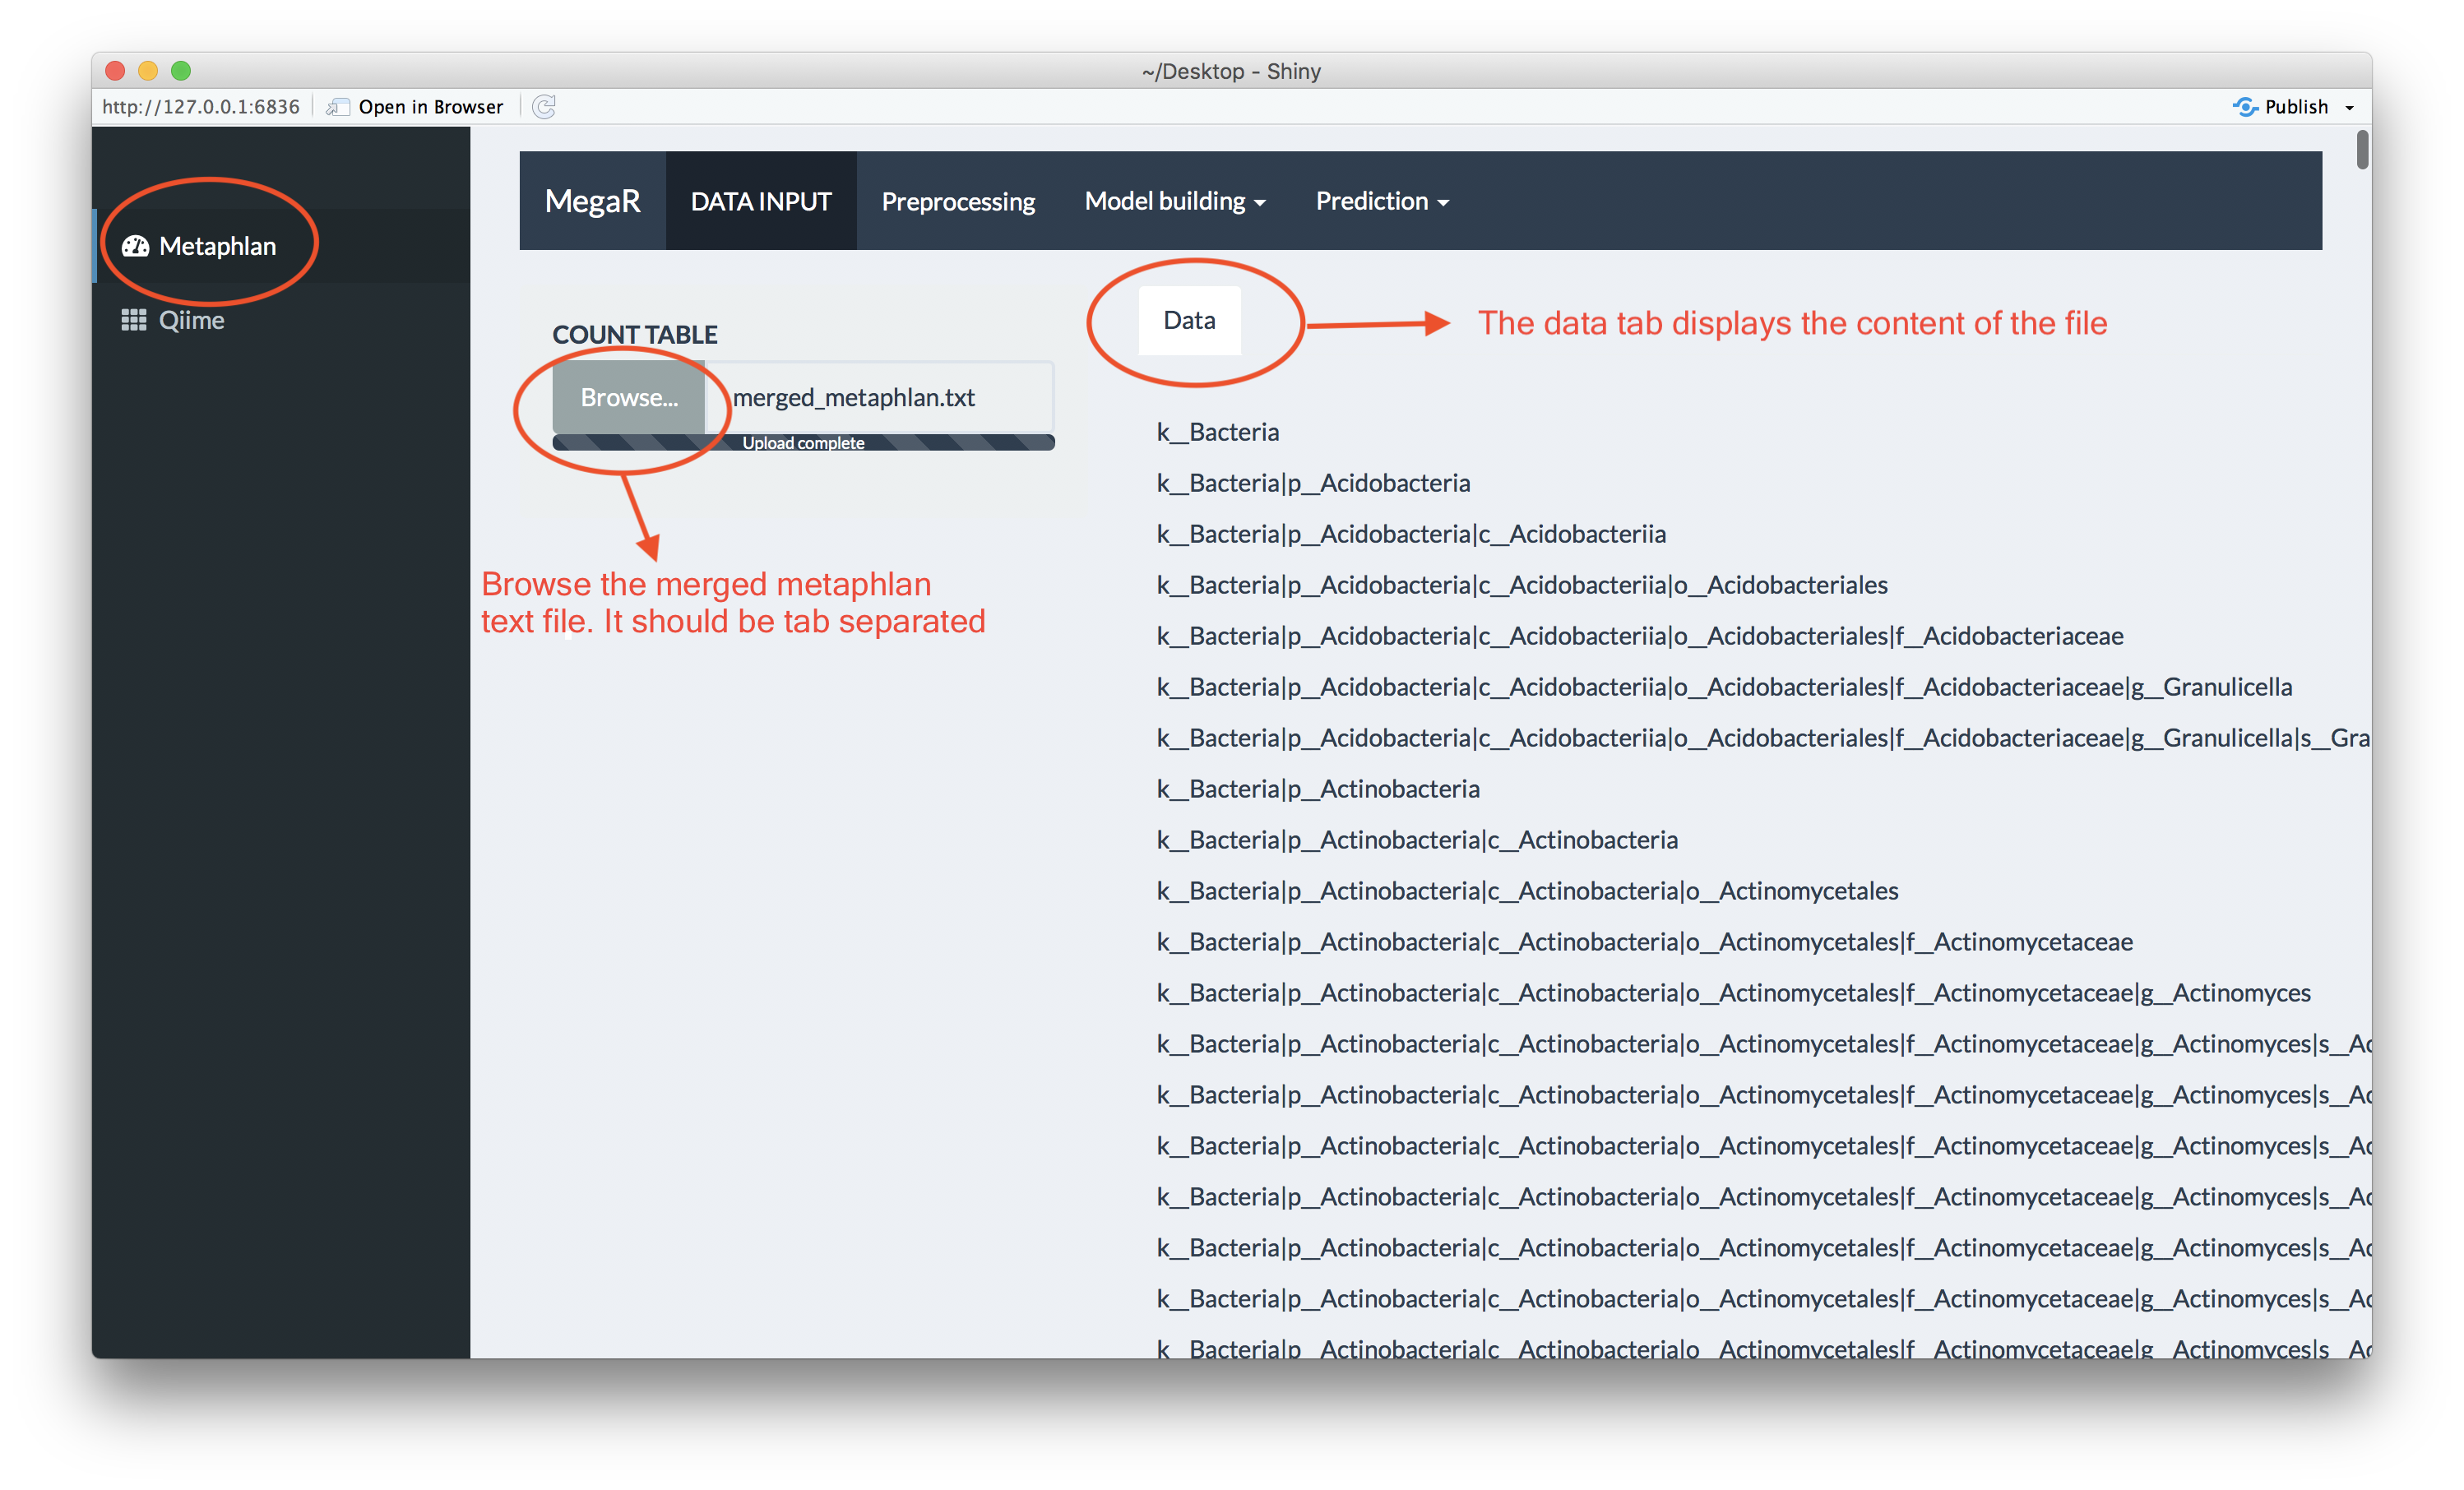 ~/Desktop - Shiny
http://127.0.0.1:6836 Open in Browser Publish
MegaR DATA INPUT Preprocessing Model building Prediction
Metaphlan
Qiime
COUNT TABLE
Browse... merged_metaphlan.txt
Upload complete
Browse the merged metaphlan
text file. It should be tab separated
Data
The data tab displays the content of the file
k__Bacteria
k__Bacteria|p__Acidobacteria
k__Bacteria|p__Acidobacteria|c__Acidobacteriia
k__Bacteria|p__Acidobacteria|c__Acidobacteriia|o__Acidobacteriales
k__Bacteria|p__Acidobacteria|c__Acidobacteriia|o__Acidobacteriales|f__Acidobacteriaceae
k__Bacteria|p__Acidobacteria|c__Acidobacteriia|o__Acidobacteriales|f__Acidobacteriaceae|g__Granulicella
k__Bacteria|p__Acidobacteria|c__Acidobacteriia|o__Acidobacteriales|f__Acidobacteriaceae|g__Granulicella|s__Gra
k__Bacteria|p__Actinobacteria
k__Bacteria|p__Actinobacteria|c__Actinobacteria
k__Bacteria|p__Actinobacteria|c__Actinobacteria|o__Actinomycetales
k__Bacteria|p__Actinobacteria|c__Actinobacteria|o__Actinomycetales|f__Actinomycetaceae
k__Bacteria|p__Actinobacteria|c__Actinobacteria|o__Actinomycetales|f__Actinomycetaceae|g__Actinomyces
k__Bacteria|p__Actinobacteria|c__Actinobacteria|o__Actinomycetales|f__Actinomycetaceae|g__Actinomyces|s__Ac
k__Bacteria|p__Actinobacteria|c__Actinobacteria|o__Actinomycetales|f__Actinomycetaceae|g__Actinomyces|s__Ac
k__Bacteria|p__Actinobacteria|c__Actinobacteria|o__Actinomycetales|f__Actinomycetaceae|g__Actinomyces|s__Ac
k__Bacteria|p__Actinobacteria|c__Actinobacteria|o__Actinomycetales|f__Actinomycetaceae|g__Actinomyces|s__Ac
k__Bacteria|p__Actinobacteria|c__Actinobacteria|o__Actinomycetales|f__Actinomycetaceae|g__Actinomyces|s__Ac
k__Bacteria|p__Actinobacteria|c__Actinobacteria|o__Actinomycetales|f__Actinomycetaceae|g__Actinomyces|s__Ac
k__Bacteria|p__Actinobacteria|c__Actinobacteria|o__Actinomycetales|f__Actinomycetaceae|g__Actinomyces|s__Ac